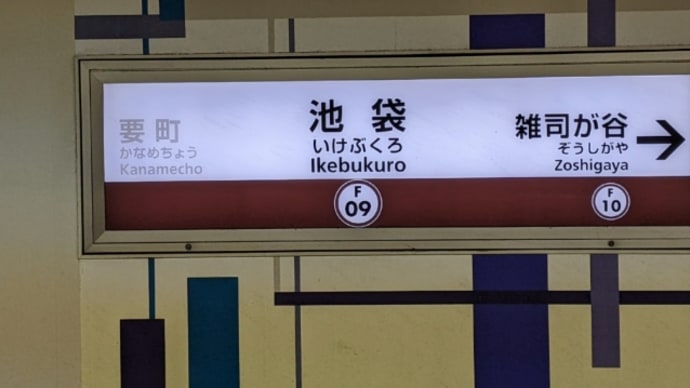 要町
かなめちょう
Kanamecho
池袋
いけぶくろ
Ikebukuro
F
09
雑司が谷
ぞうしがや
Zoshigaya
F
10